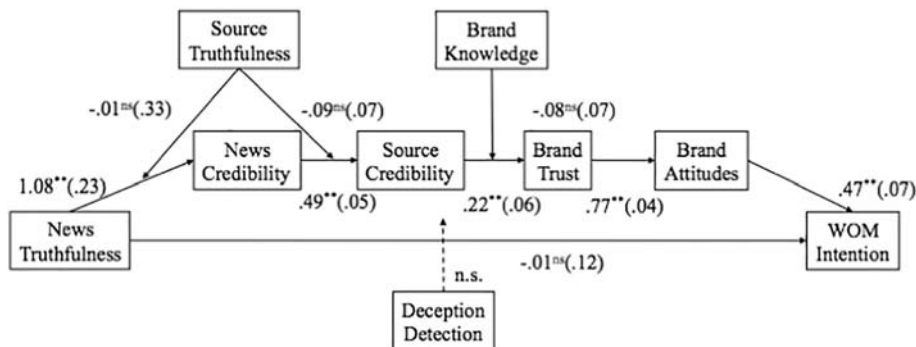 Source
Truthfulness
Brand
Knowledge
-.01ⁿˢ(.33)
-.09ⁿˢ(.07)
-.08ⁿˢ(.07)
News
Credibility
Source
Credibility
Brand
Trust
Brand
Attitudes
1.08**(.23)
.49**(.05)
.22**(.06)
.77**(.04)
.47**(.07)
News
Truthfulness
WOM
Intention
-.01ⁿˢ(.12)
n.s.
Deception
Detection